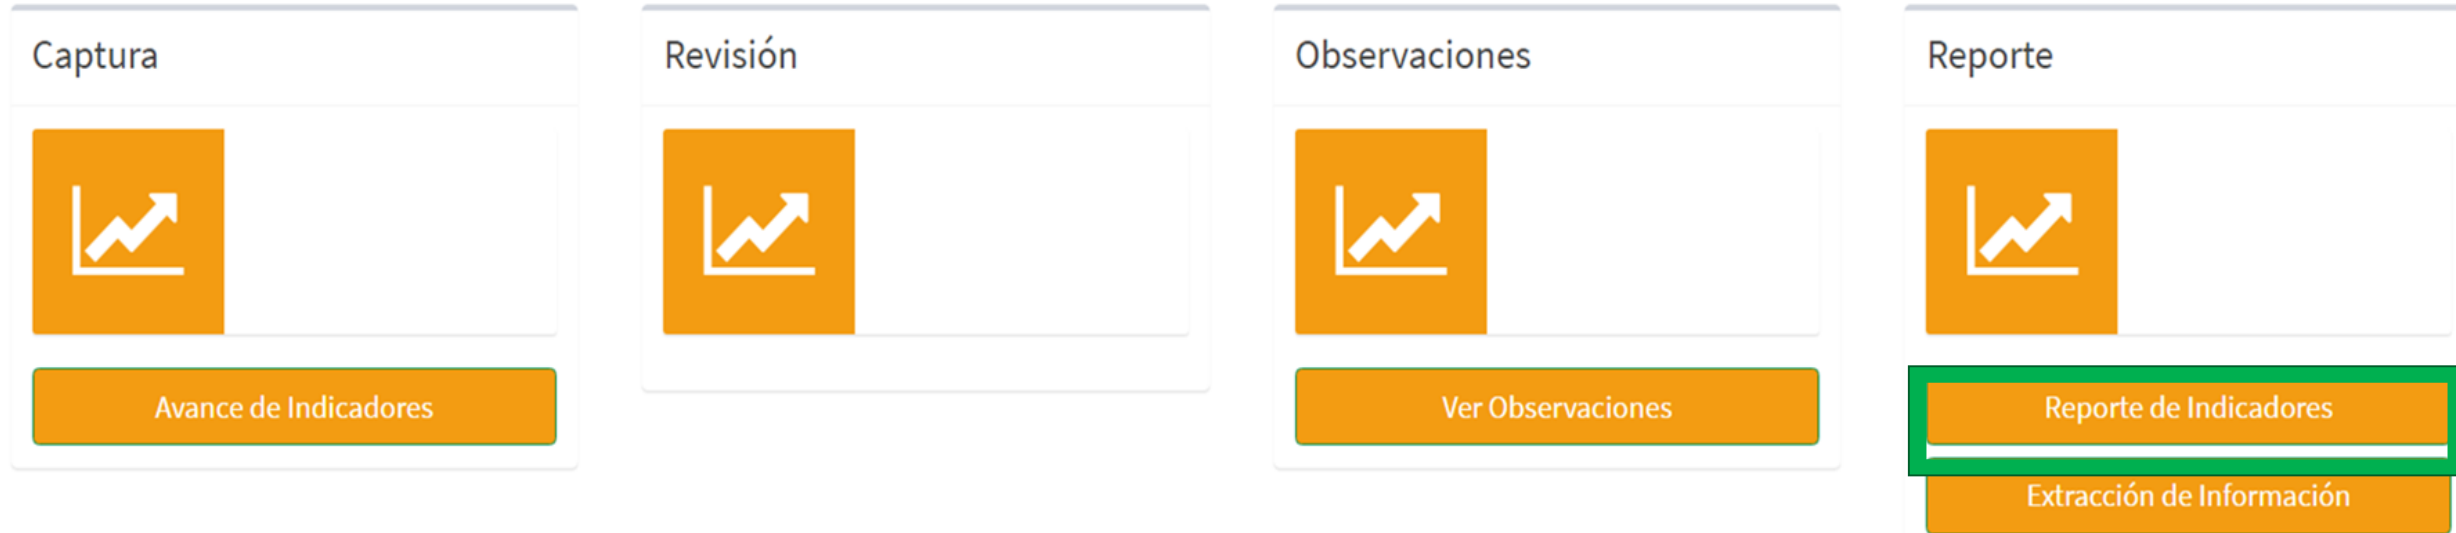 Captura
Revisión
Observaciones
Reporte
Avance de Indicadores
Ver Observaciones
Reporte de Indicadores
Extracción de Información